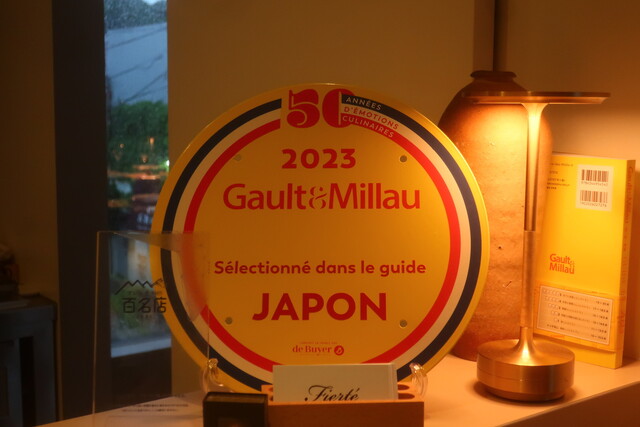 50
ANNÉES
D'ÉMOTIONS
CULINAIRES
2023
Gault&Millau
Sélectionné dans le guide
JAPON
de Buyer
百名店
Fierté
Gault&
Millau